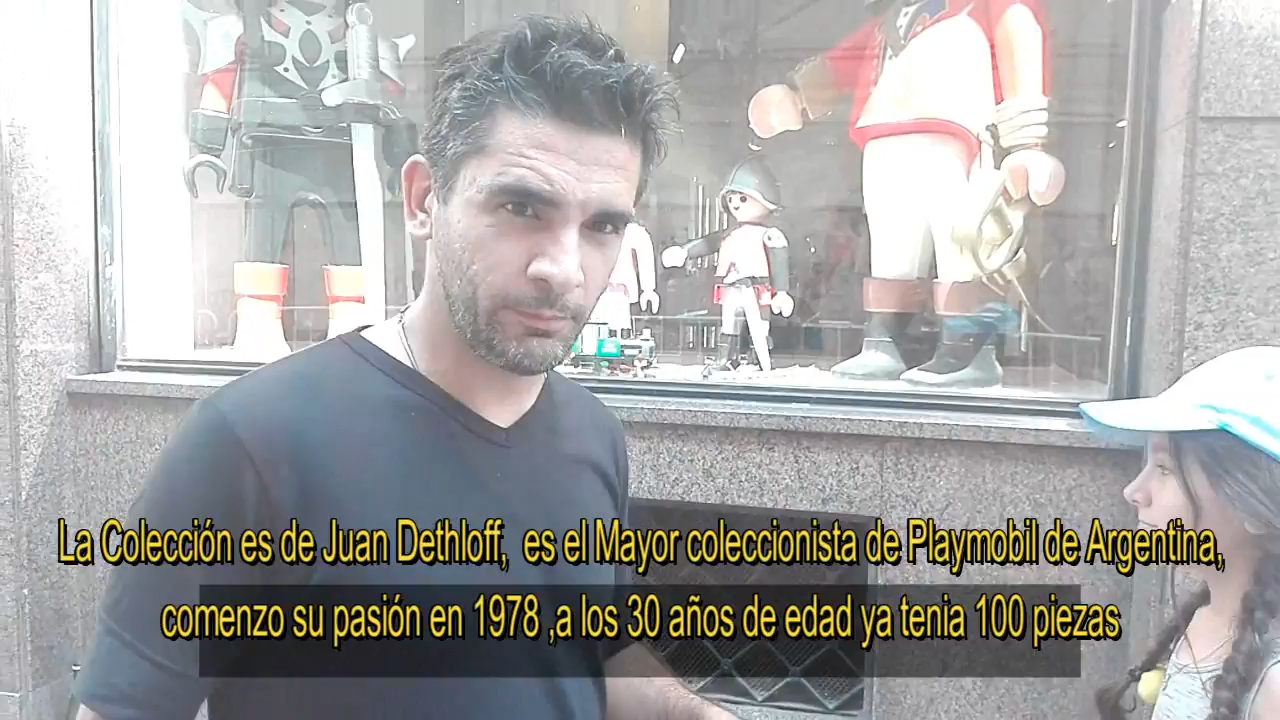 La Colección es de Juan Dethloff,  es el Mayor coleccionista de Playmobil de Argentina,
comenzo su pasión en 1978 ,a los 30 años de edad ya tenia 100 piezas